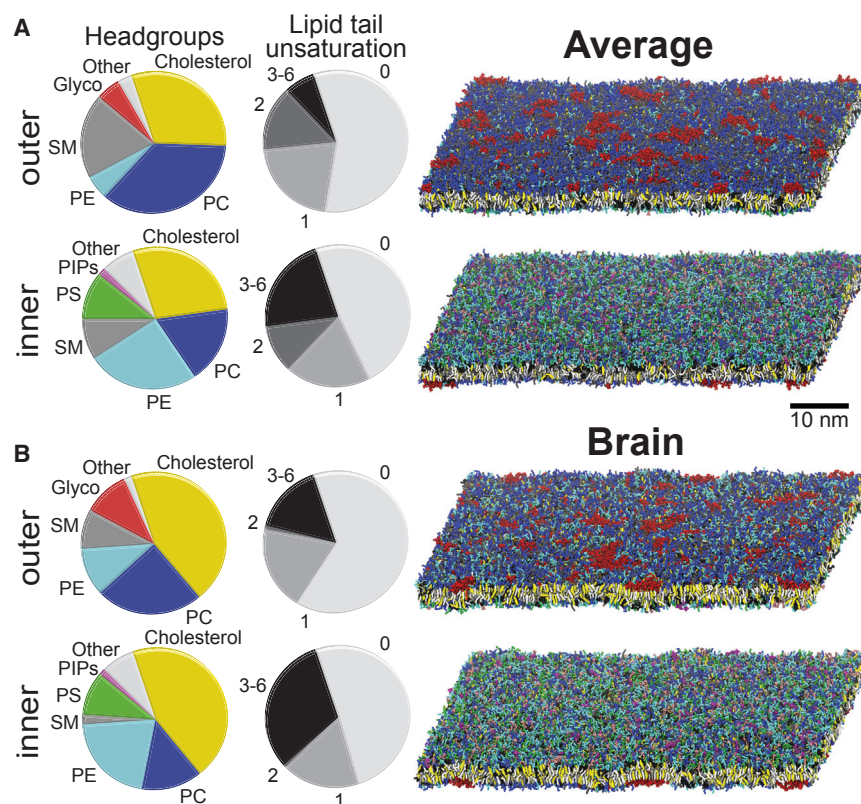 A
Headgroups
Lipid tail
unsaturation
Average
outer
Other
Glyco
Cholesterol
SM
PE
PC
3-6
0
2
1
inner
Other
PIPs
Cholesterol
PS
SM
PE
PC
3-6
0
2
1
10 nm
B
Brain
outer
Other
Glyco
Cholesterol
SM
PE
PC
3-6
0
2
1
inner
Other
PIPs
Cholesterol
PS
SM
PE
PC
3-6
0
2
1